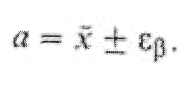 a = x̃ ± ε_β.